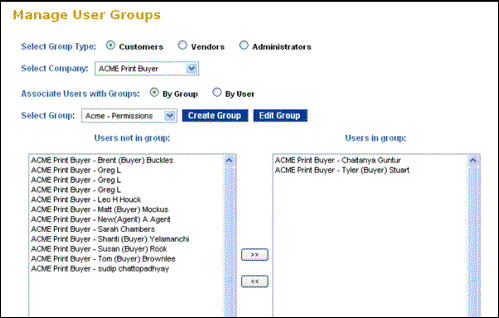 Manage User Groups
Select Group Type: Customers Vendors Administrators
Select Company: ACME Print Buyer
Associate Users with Groups: By Group By User
Select Group: Acme - Permissions Create Group Edit Group
Users not in group: Users in group:
ACME Print Buyer - Brent (Buyer) Buckles
ACME Print Buyer - Greg L
ACME Print Buyer - Greg L
ACME Print Buyer - Greg L
ACME Print Buyer - Leo H Houck
ACME Print Buyer - Matt (Buyer) Mockus
ACME Print Buyer - New(Agent) A Agent
ACME Print Buyer - Sarah Chambers
ACME Print Buyer - Shanti (Buyer) Yelamanchi
ACME Print Buyer - Susan (Buyer) Rook
ACME Print Buyer - Tom (Buyer) Brownlee
ACME Print Buyer - sudip chattopadhyay
>>
<<
ACME Print Buyer - Chaitanya Guntur
ACME Print Buyer - Tyler (Buyer) Stuart